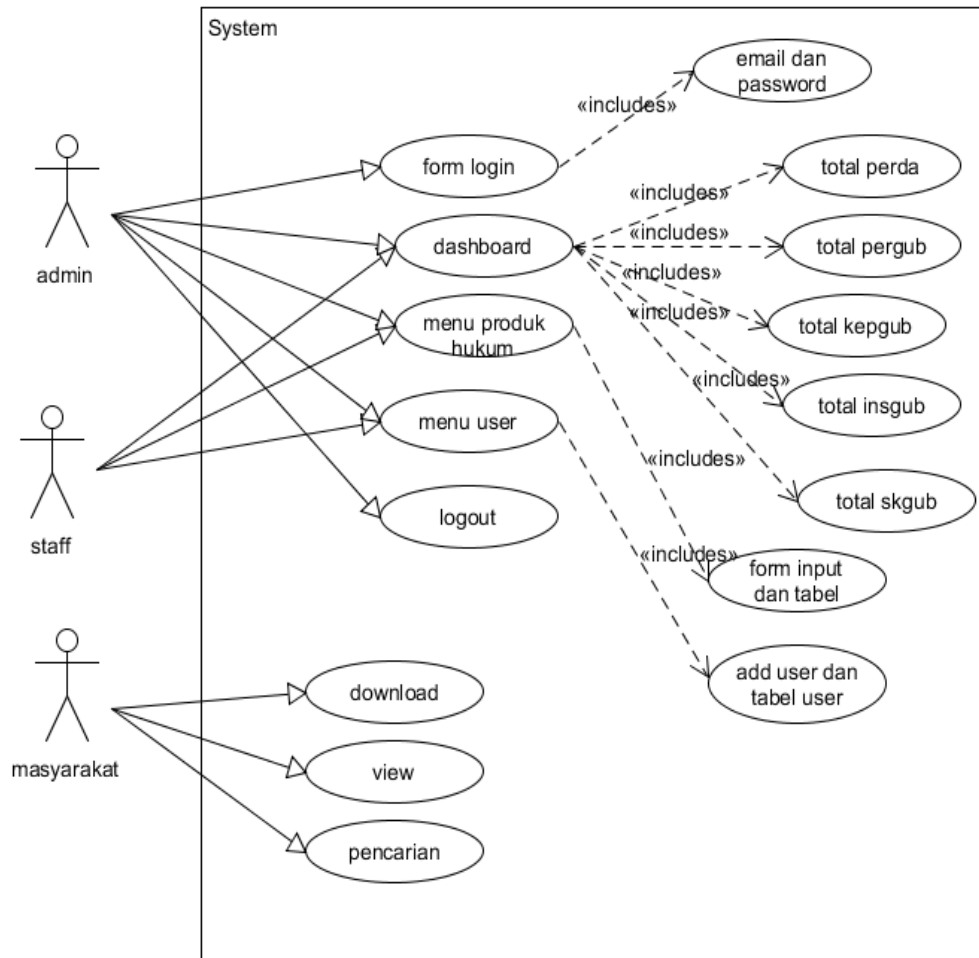 System
email dan
password
«includes»
form login
total perda
«includes»
admin
dashboard
«includes»
total pergub
«includes»
menu produk
hukum
«includes»
total kepgub
«includes»
total insgub
menu user
«includes»
total skgub
staff
logout
«includes»
form input
dan tabel
add user dan
tabel user
masyarakat
download
view
pencarian